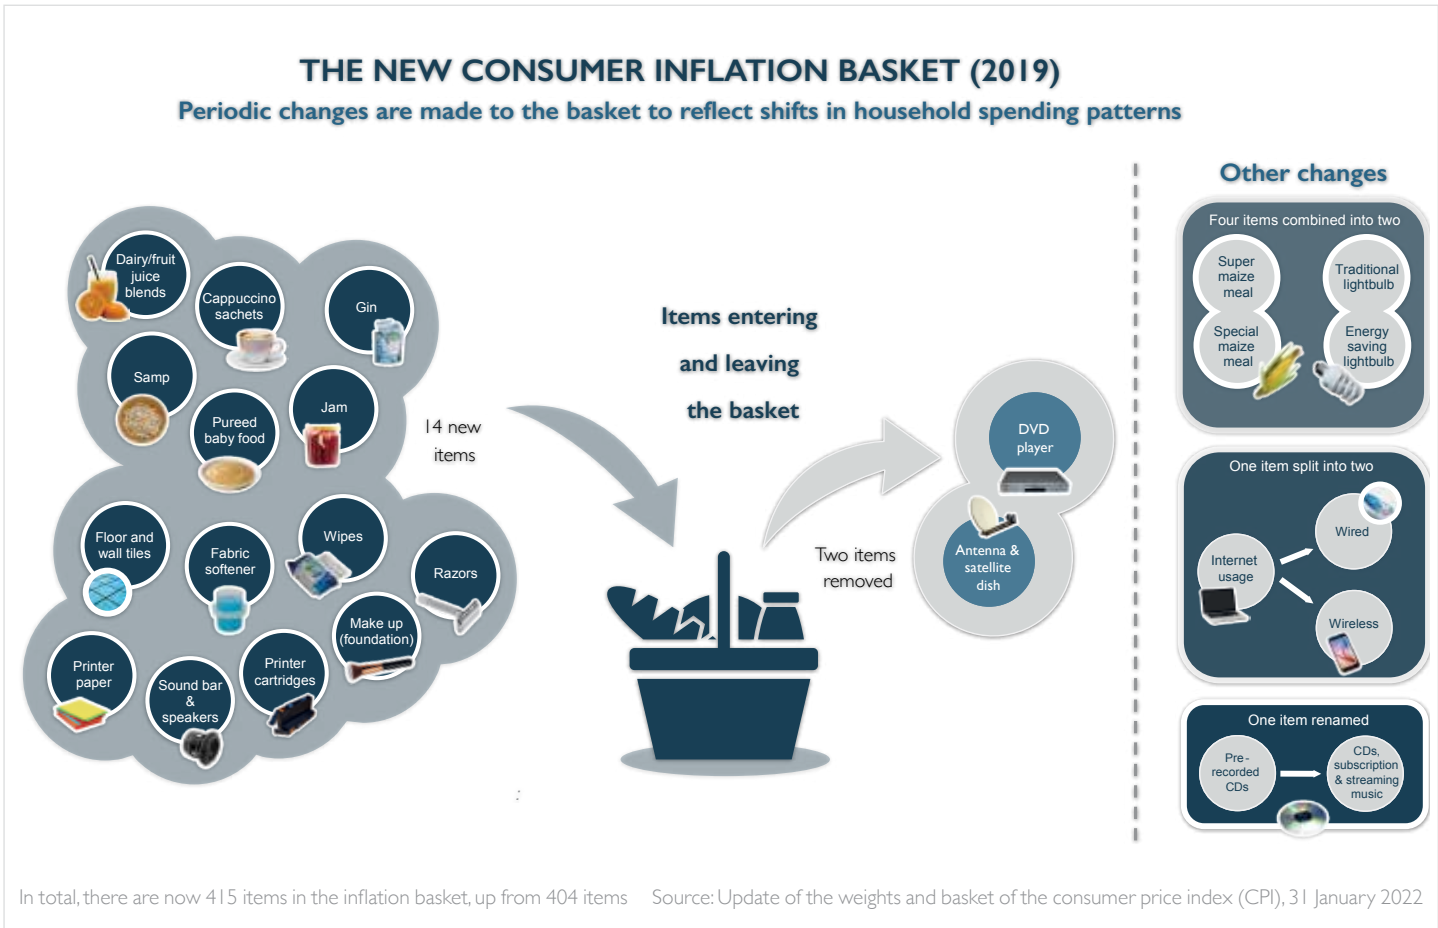 THE NEW CONSUMER INFLATION BASKET (2019)
Periodic changes are made to the basket to reflect shifts in household spending patterns
Dairy/fruit
juice
blends
Cappuccino
sachets
Gin
Samp
Pureed
baby food
Jam
14 new
items
Floor and
wall tiles
Fabric
softener
Wipes
Razors
Printer
paper
Sound bar
&
speakers
Printer
cartridges
Make up
(foundation)
Items entering
and leaving
the basket
Two items
removed
DVD
player
Antenna &
satellite
dish
:
Other changes
Four items combined into two
Super
maize
meal
Special
maize
meal
Traditional
lightbulb
Energy
saving
lightbulb
One item split into two
Internet
usage
Wired
Wireless
One item renamed
Pre-
recorded
CDs
CDs,
subscription
& streaming
music
In total, there are now 415 items in the inflation basket, up from 404 items
Source: Update of the weights and basket of the consumer price index (CPI), 31 January 2022